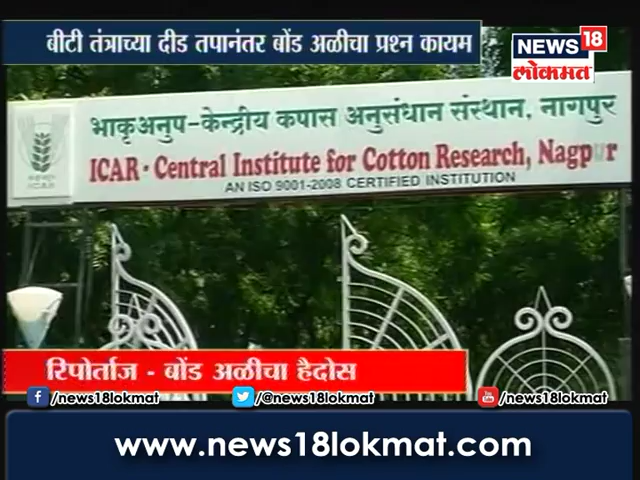 बीटी तंत्राच्या दीड तपानंतर बोंड अळीचा प्रश्न कायम
NEWS 18
लोकमत
भाकृअनुप-केन्द्रीय कपास अनुसंधान संस्थान, नागपुर
ICAR - Central Institute for Cotton Research, Nagpur
AN ISO 9001-2008 CERTIFIED INSTITUTION
ICAR
रिपोर्ताज - बोंड अळीचा हैदोस
/news18lokmat /@news18lokmat /news18lokmat
www.news18lokmat.com